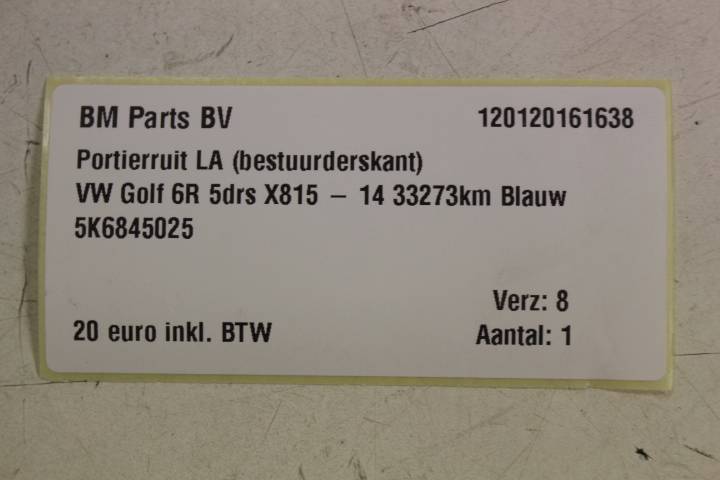 BM Parts BV 120120161638
Portierruit LA (bestuurderskant)
VW Golf 6R 5drs X815 – 14 33273km Blauw
5K6845025
Verz: 8
20 euro inkl. BTW Aantal: 1